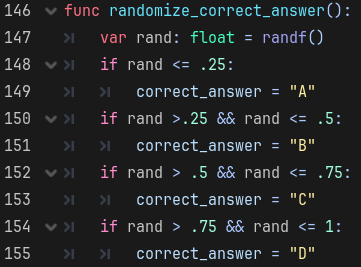 146 func randomize_correct_answer():
147 var rand: float = randf()
148 if rand <= .25:
149 correct_answer = "A"
150 if rand >.25 && rand <= .5:
151 correct_answer = "B"
152 if rand > .5 && rand <= .75:
153 correct_answer = "C"
154 if rand > .75 && rand <= 1:
155 correct_answer = "D"